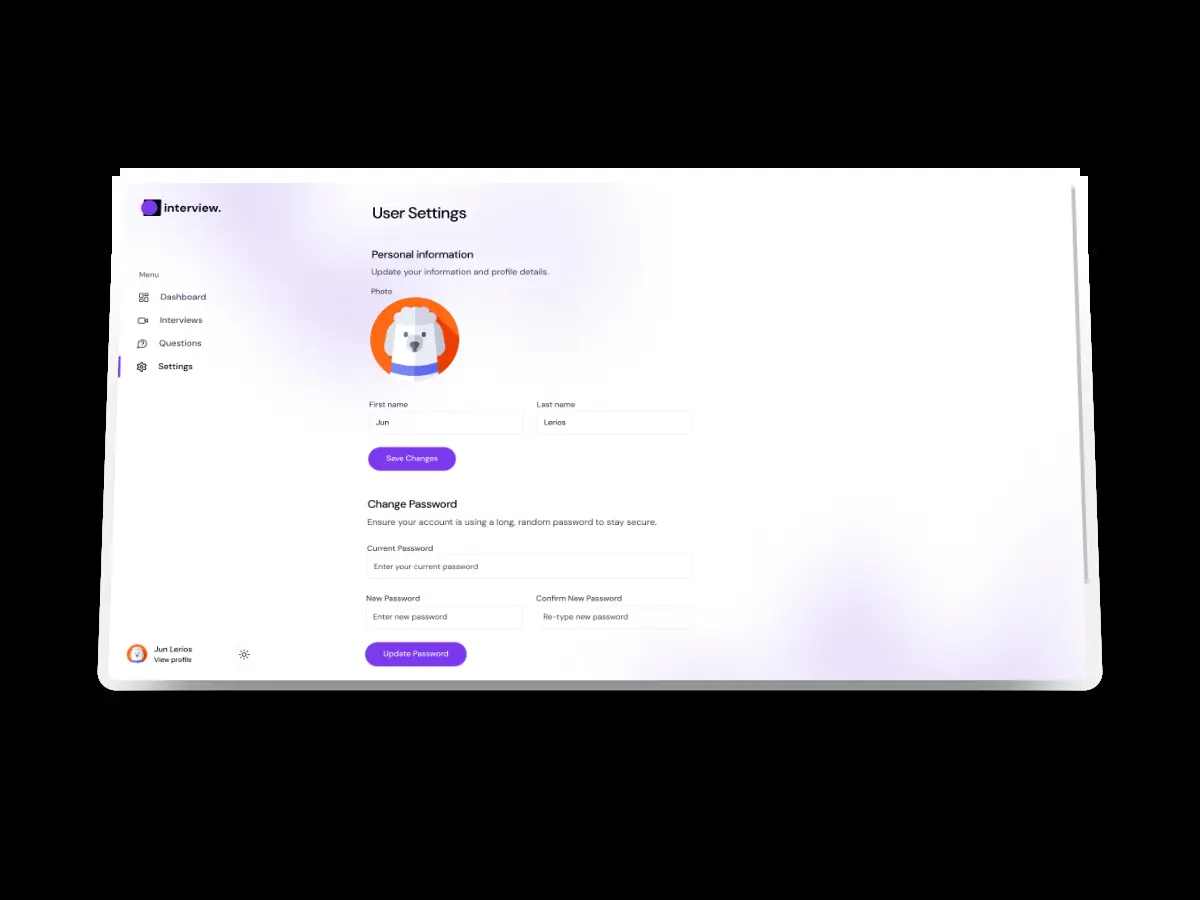 interview.
Menu
Dashboard
Interviews
Questions
Settings
Jun Lerios
View profile
User Settings
Personal information
Update your information and profile details.
Photo
First name
Last name
Jun
Lerios
Save Changes
Change Password
Ensure your account is using a long, random password to stay secure.
Current Password
Enter your current password
New Password
Confirm New Password
Enter new password
Re-type new password
Update Password